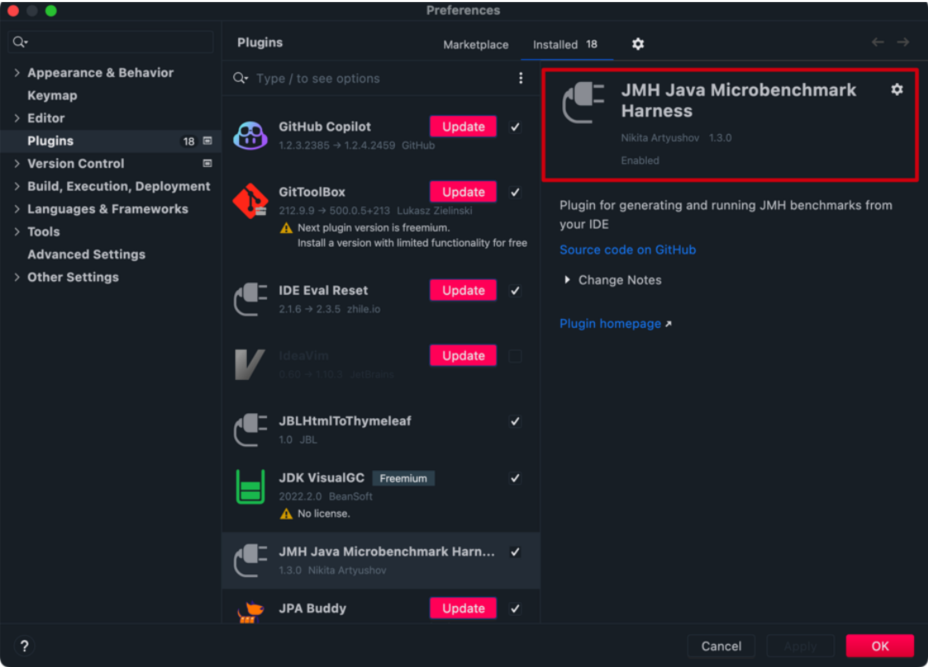 Preferences
Appearance & Behavior
Keymap
Editor
Plugins 18
Version Control
Build, Execution, Deployment
Languages & Frameworks
Tools
Advanced Settings
Other Settings
Plugins
Marketplace
Installed 18
Type / to see options
GitHub Copilot
Update
1.2.3.2385 → 1.2.4.2459 GitHub
GitToolBox
Update
212.9.9 → 500.0.5+213 Lukasz Zielinski
Next plugin version is freemium.
Install a version with limited functionality for free
IDE Eval Reset
Update
2.1.6 → 2.3.5 zhile.io
IdeaVim
Update
JetBrains
JBLHtmlToThymeleaf
1.0 JBL
JDK VisualGC Freemium
2022.2.0 BeanSoft
No license.
JMH Java Microbenchmark Harn...
1.3.0 Nikita Artyushov
JPA Buddy
Update
JMH Java Microbenchmark
Harness
Nikita Artyushov 1.3.0
Enabled
Plugin for generating and running JMH benchmarks from
your IDE
Source code on GitHub
Change Notes
Plugin homepage ↗
?
Cancel
Apply
OK